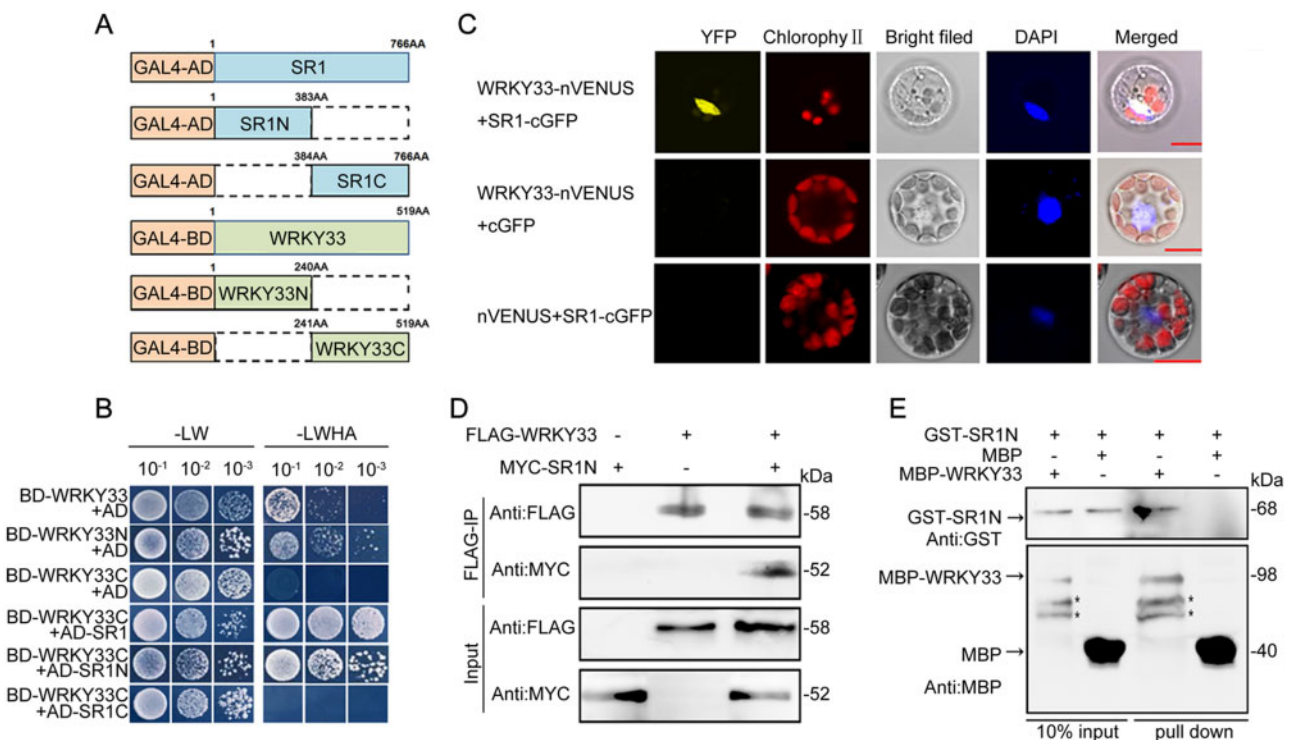 A
1 766AA
GAL4-AD SR1
1 383AA
GAL4-AD SR1N
384AA 766AA
GAL4-AD SR1C
1 519AA
GAL4-BD WRKY33
1 240AA
GAL4-BD WRKY33N
241AA 519AA
GAL4-BD WRKY33C
B
-LW -LWHA
10-1 10-2 10-3 10-1 10-2 10-3
BD-WRKY33
+AD
BD-WRKY33N
+AD
BD-WRKY33C
+AD
BD-WRKY33C
+AD-SR1
BD-WRKY33C
+AD-SR1N
BD-WRKY33C
+AD-SR1C
C
YFP Chlorophy II Bright filed DAPI Merged
WRKY33-nVENUS
+SR1-cGFP
WRKY33-nVENUS
+cGFP
nVENUS+SR1-cGFP
D
FLAG-WRKY33 - + +
MYC-SR1N + - +
kDa
FLAG-IP
Anti:FLAG -58
Anti:MYC -52
Input
Anti:FLAG -58
Anti:MYC -52
E
GST-SR1N + + + +
MBP - + - +
MBP-WRKY33 + - + -
kDa
GST-SR1N → -68
Anti:GST
MBP-WRKY33 → -98
* *
* *
MBP → -40
Anti:MBP
10% input pull down